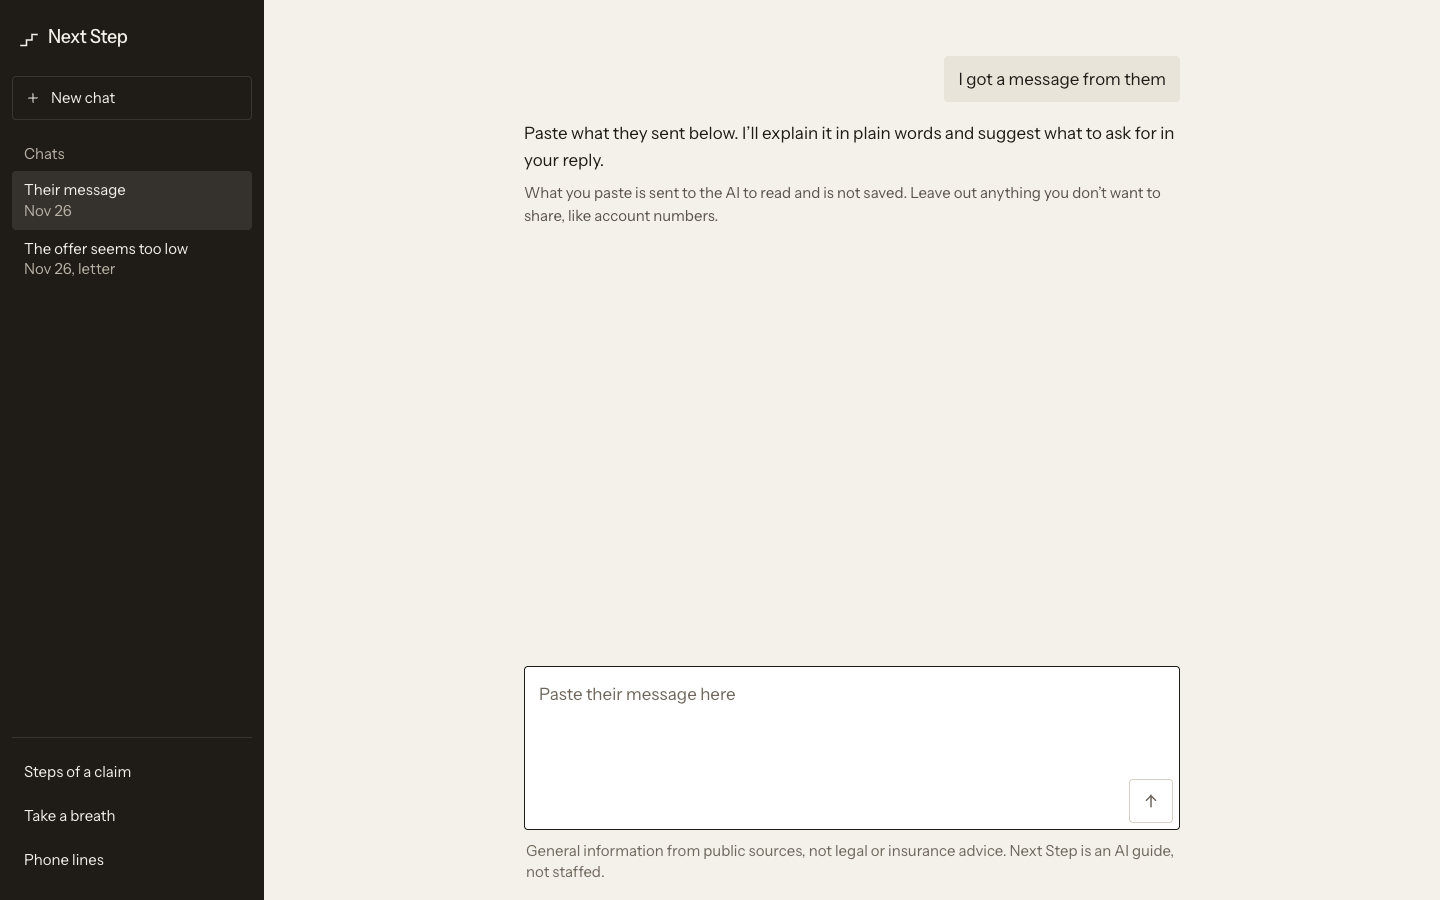 Next Step
New chat
Chats
Their message
Nov 26
The offer seems too low
Nov 26, letter
Steps of a claim
Take a breath
Phone lines
I got a message from them
Paste what they sent below. I’ll explain it in plain words and suggest what to ask for in
your reply.
What you paste is sent to the AI to read and is not saved. Leave out anything you don’t want to
share, like account numbers.
Paste their message here
General information from public sources, not legal or insurance advice. Next Step is an AI guide,
not staffed.